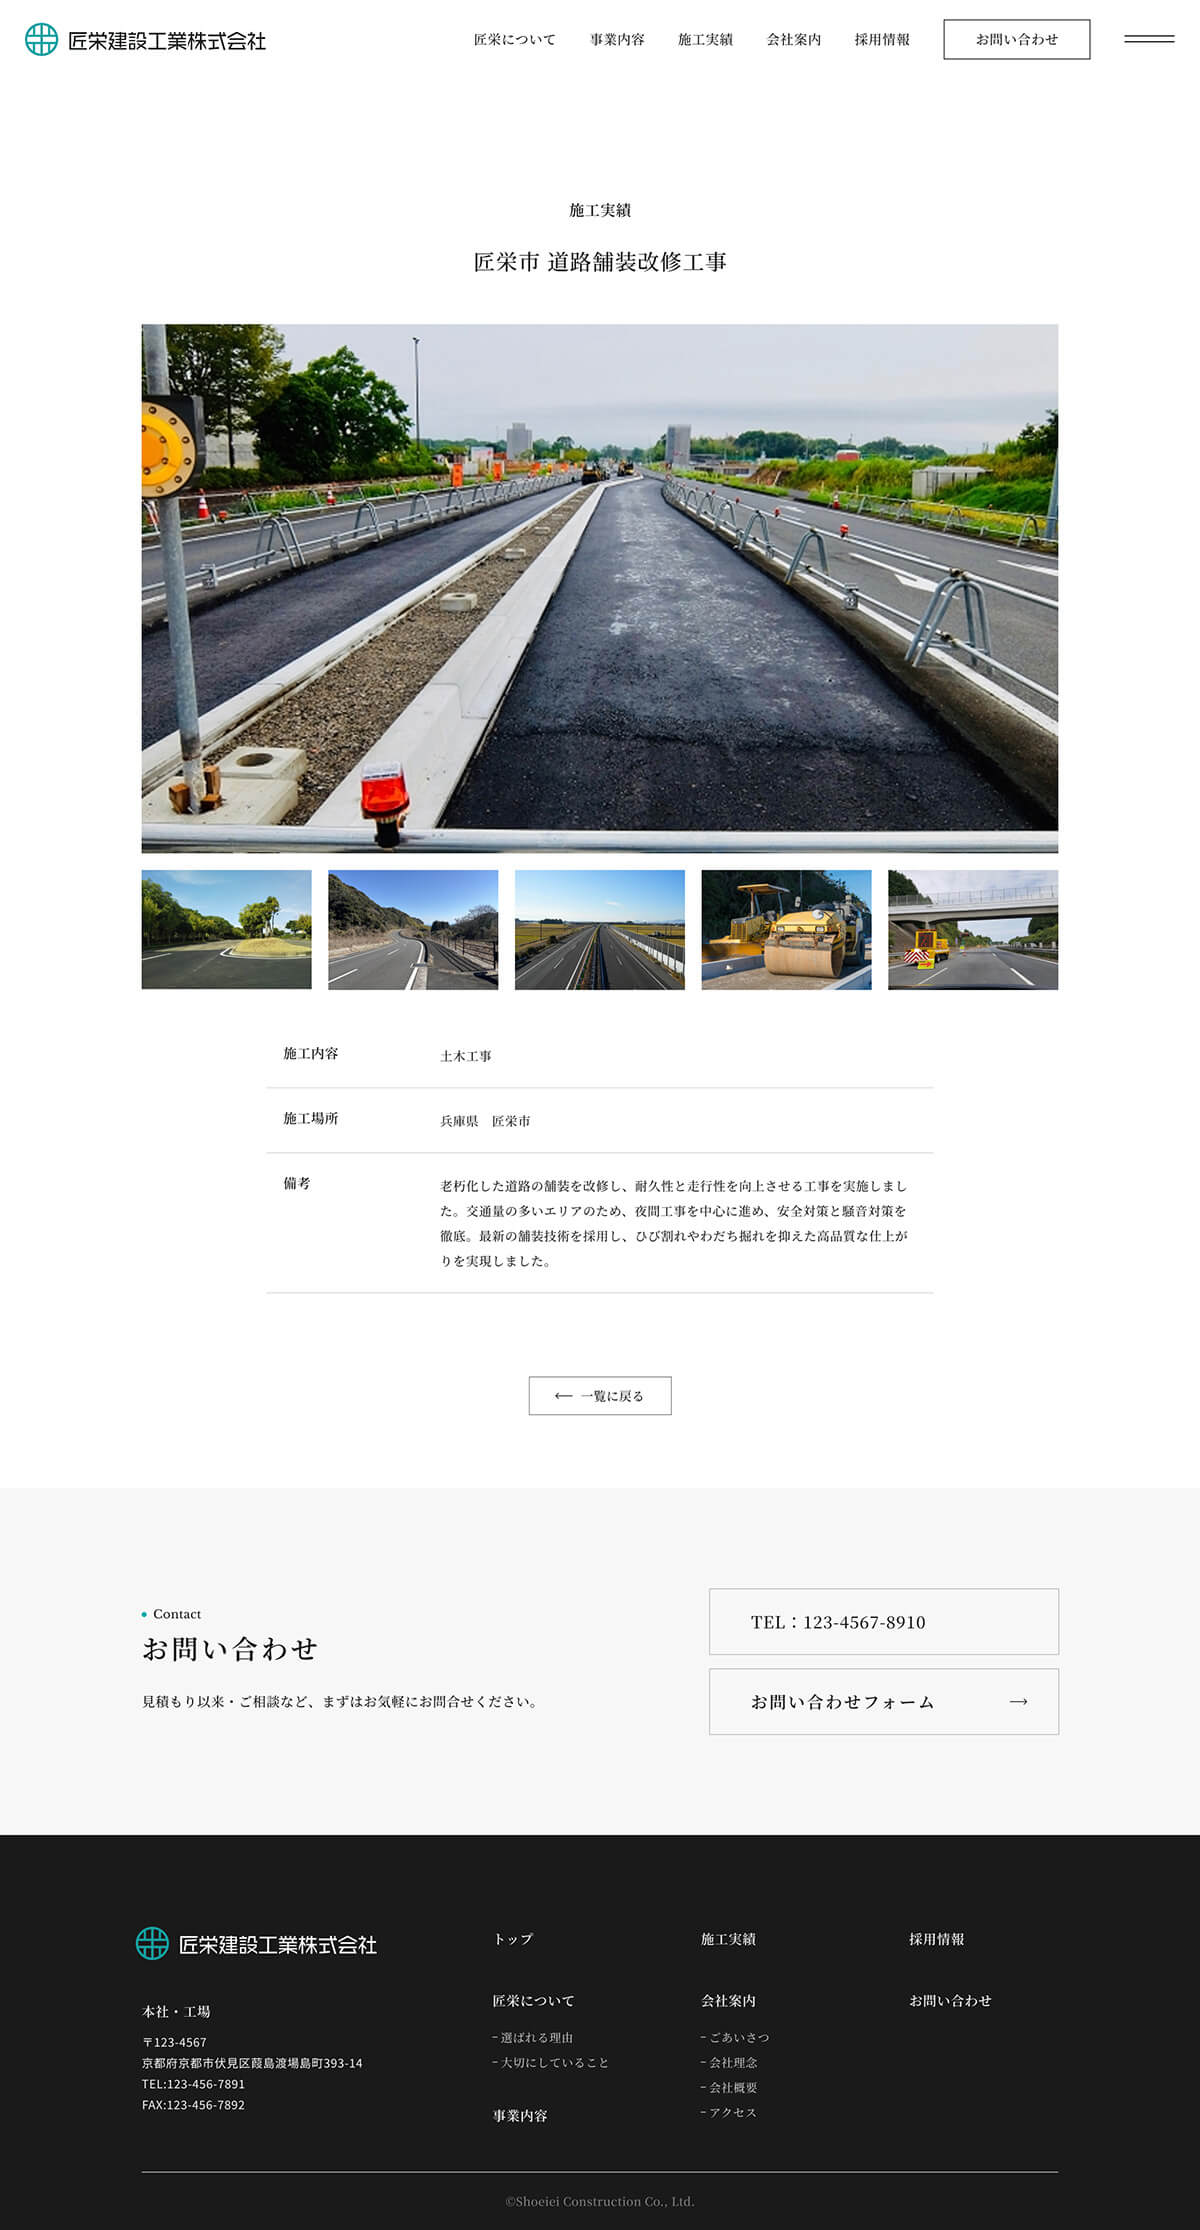 匠栄建設工業株式会社
匠栄について 事業内容 施工実績 会社案内 採用情報 お問い合わせ
施工実績
匠栄市 道路舗装改修工事
施工内容 土木工事
施工場所 兵庫県　匠栄市
備考 老朽化した道路の舗装を改修し、耐久性と走行性を向上させる工事を実施しまし
た。交通量の多いエリアのため、夜間工事を中心に進め、安全対策と騒音対策を
徹底。最新の舗装技術を採用し、ひび割れやわだち掘れを抑えた高品質な仕上が
りを実現しました。
← 一覧に戻る
Contact
お問い合わせ
見積もり以来・ご相談など、まずはお気軽にお問合せください。
TEL：123-4567-8910
お問い合わせフォーム →
匠栄建設工業株式会社
本社・工場
〒123-4567
京都府京都市伏見区葭島渡場島町393-14
TEL:123-456-7891
FAX:123-456-7892
トップ
匠栄について
– 選ばれる理由
– 大切にしていること
事業内容
施工実績
会社案内
– ごあいさつ
– 会社理念
– 会社概要
– アクセス
採用情報
お問い合わせ
©Shoeiei Construction Co., Ltd.